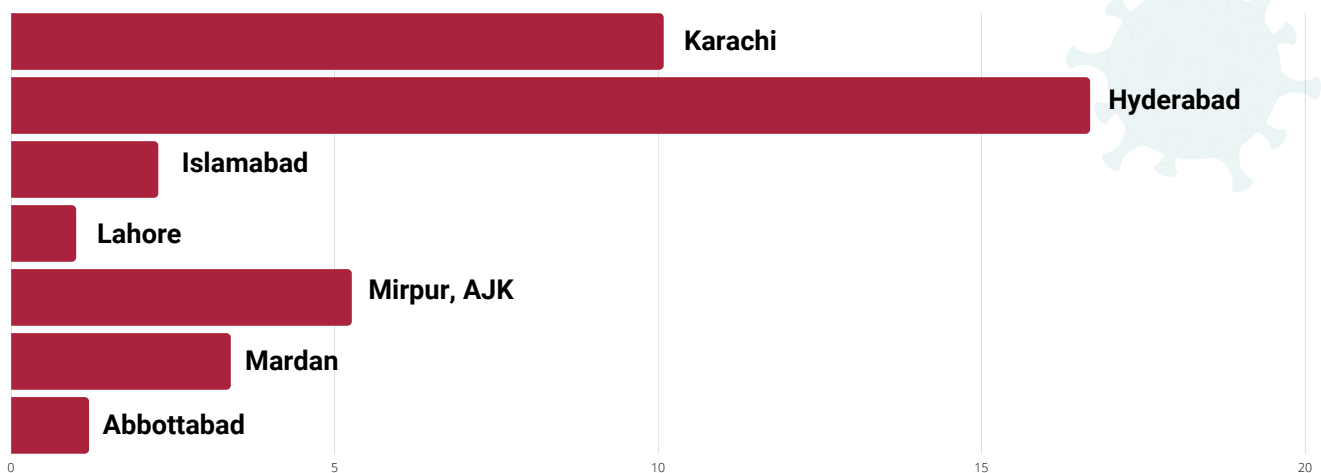 Karachi
Hyderabad
Islamabad
Lahore
Mirpur, AJK
Mardan
Abbottabad
0 5 10 15 20